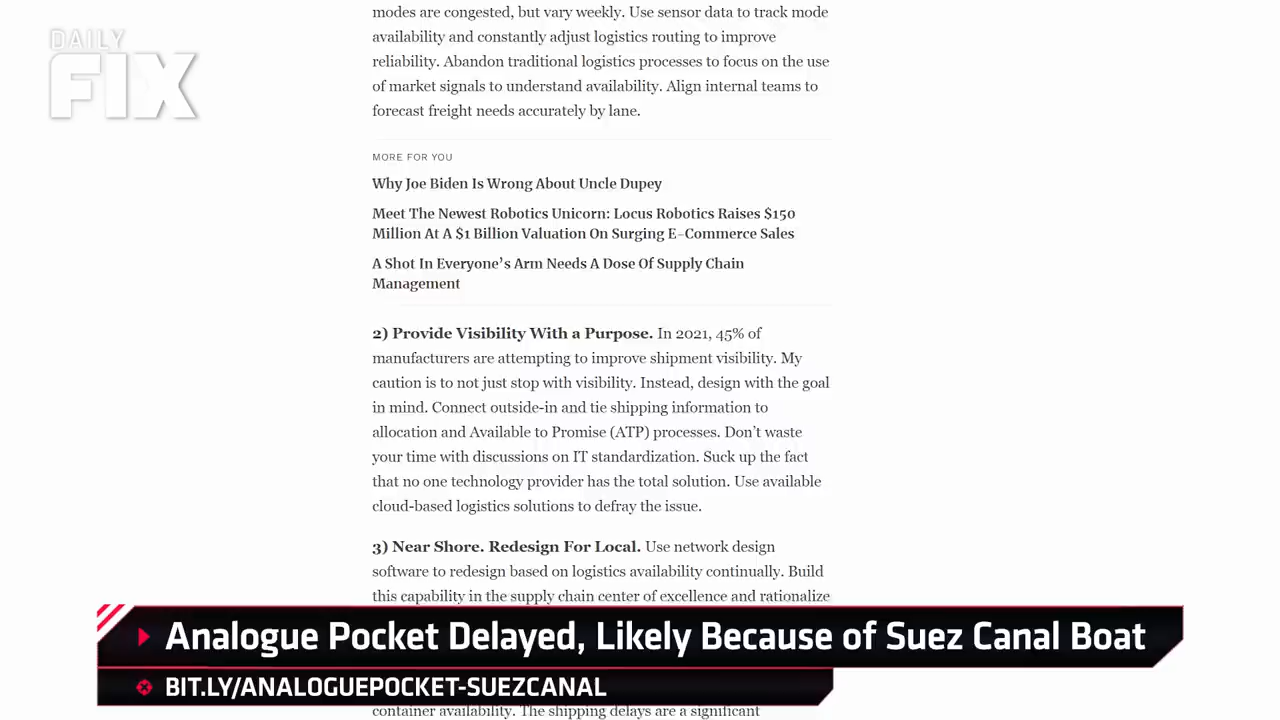 DAILY
FIX
modes are congested, but vary weekly. Use sensor data to track mode
availability and constantly adjust logistics routing to improve
reliability. Abandon traditional logistics processes to focus on the use
of market signals to understand availability. Align internal teams to
forecast freight needs accurately by lane.
MORE FOR YOU
Why Joe Biden Is Wrong About Uncle Dupey
Meet The Newest Robotics Unicorn: Locus Robotics Raises $150
Million At A $1 Billion Valuation On Surging E-Commerce Sales
A Shot In Everyone’s Arm Needs A Dose Of Supply Chain
Management
2) Provide Visibility With a Purpose. In 2021, 45% of
manufacturers are attempting to improve shipment visibility. My
caution is to not just stop with visibility. Instead, design with the goal
in mind. Connect outside-in and tie shipping information to
allocation and Available to Promise (ATP) processes. Don’t waste
your time with discussions on IT standardization. Suck up the fact
that no one technology provider has the total solution. Use available
cloud-based logistics solutions to defray the issue.
3) Near Shore. Redesign For Local. Use network design
software to redesign based on logistics availability continually. Build
this capability in the supply chain center of excellence and rationalize
Analogue Pocket Delayed, Likely Because of Suez Canal Boat
BIT.LY/ANALOGUEPOCKET-SUEZCANAL
container availability. The shipping delays are a significant